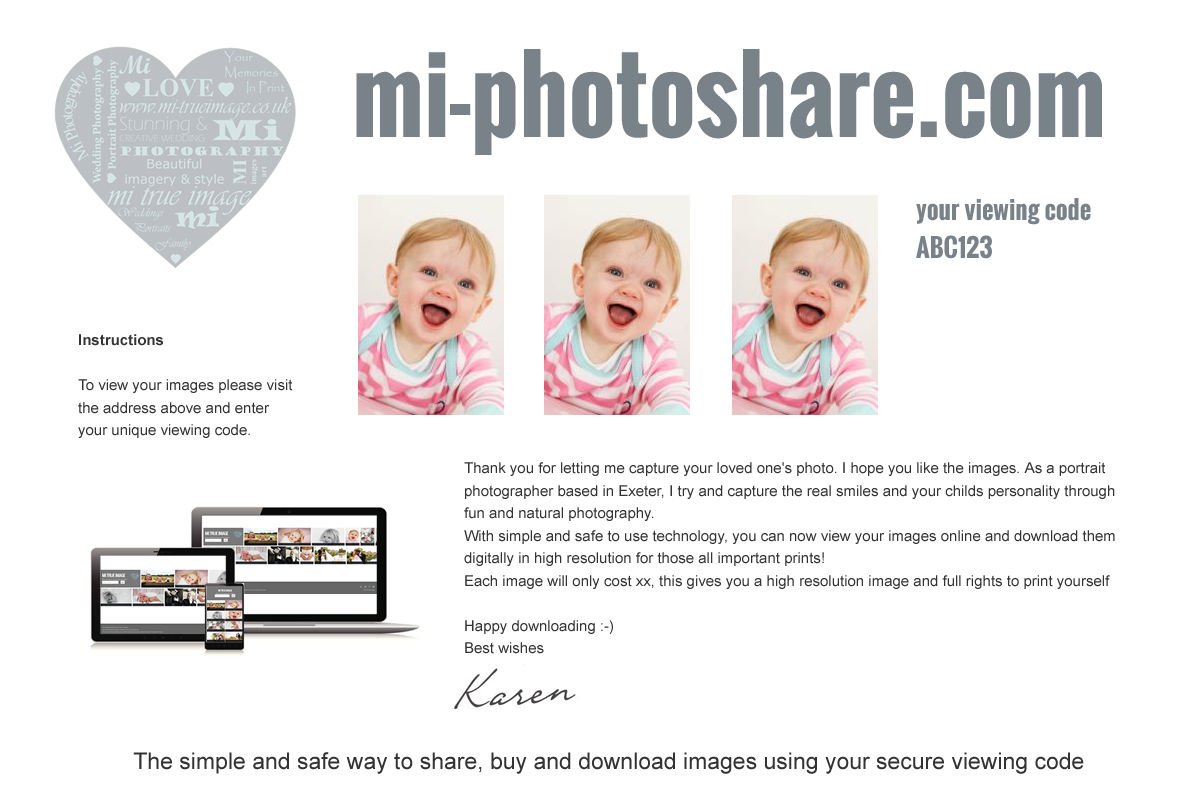 mi-photoshare.com
Mi
Your
Memories
In Print
LOVE
Mi Photography
Wedding Photography
Portrait Photography
www.mi-trueimage.co.uk
Stunning &
CREATIVE WEDDING
Mi
PHOTOGRAPHY
Beautiful
imagery & style
MI
images
art
mi true image
Weddings
mi
Portraits
Family
your viewing code
ABC123
Instructions
To view your images please visit
the address above and enter
your unique viewing code.
MI TRUE IMAGE
MI TRUE IMAGE
Thank you for letting me capture your loved one's photo. I hope you like the images. As a portrait
photographer based in Exeter, I try and capture the real smiles and your childs personality through
fun and natural photography.
With simple and safe to use technology, you can now view your images online and download them
digitally in high resolution for those all important prints!
Each image will only cost xx, this gives you a high resolution image and full rights to print yourself
Happy downloading :-)
Best wishes
Karen
The simple and safe way to share, buy and download images using your secure viewing code